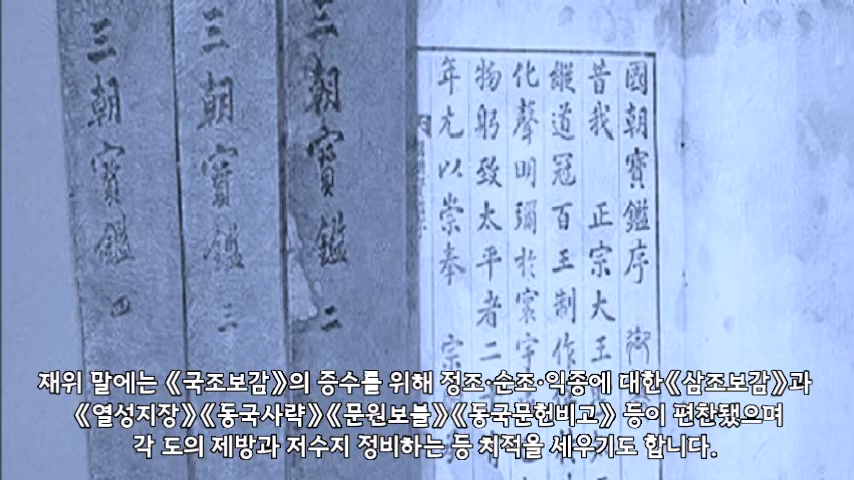 國朝寶鑑序 御
昔我 正宗大王
縱道冠百王制作
化聲明彌於寰宇
物躬致太平者二
年尤以崇奉 宗
三朝寶鑑 二
三朝寶鑑 三
三朝寶鑑 四
재위 말에는 《국조보감》의 증수를 위해 정조·순조·익종에 대한《삼조보감》과
《열성지장》《동국사략》《문원보불》《동국문헌비고》 등이 편찬됐으며
각 도의 제방과 저수지 정비하는 등 치적을 세우기도 합니다.